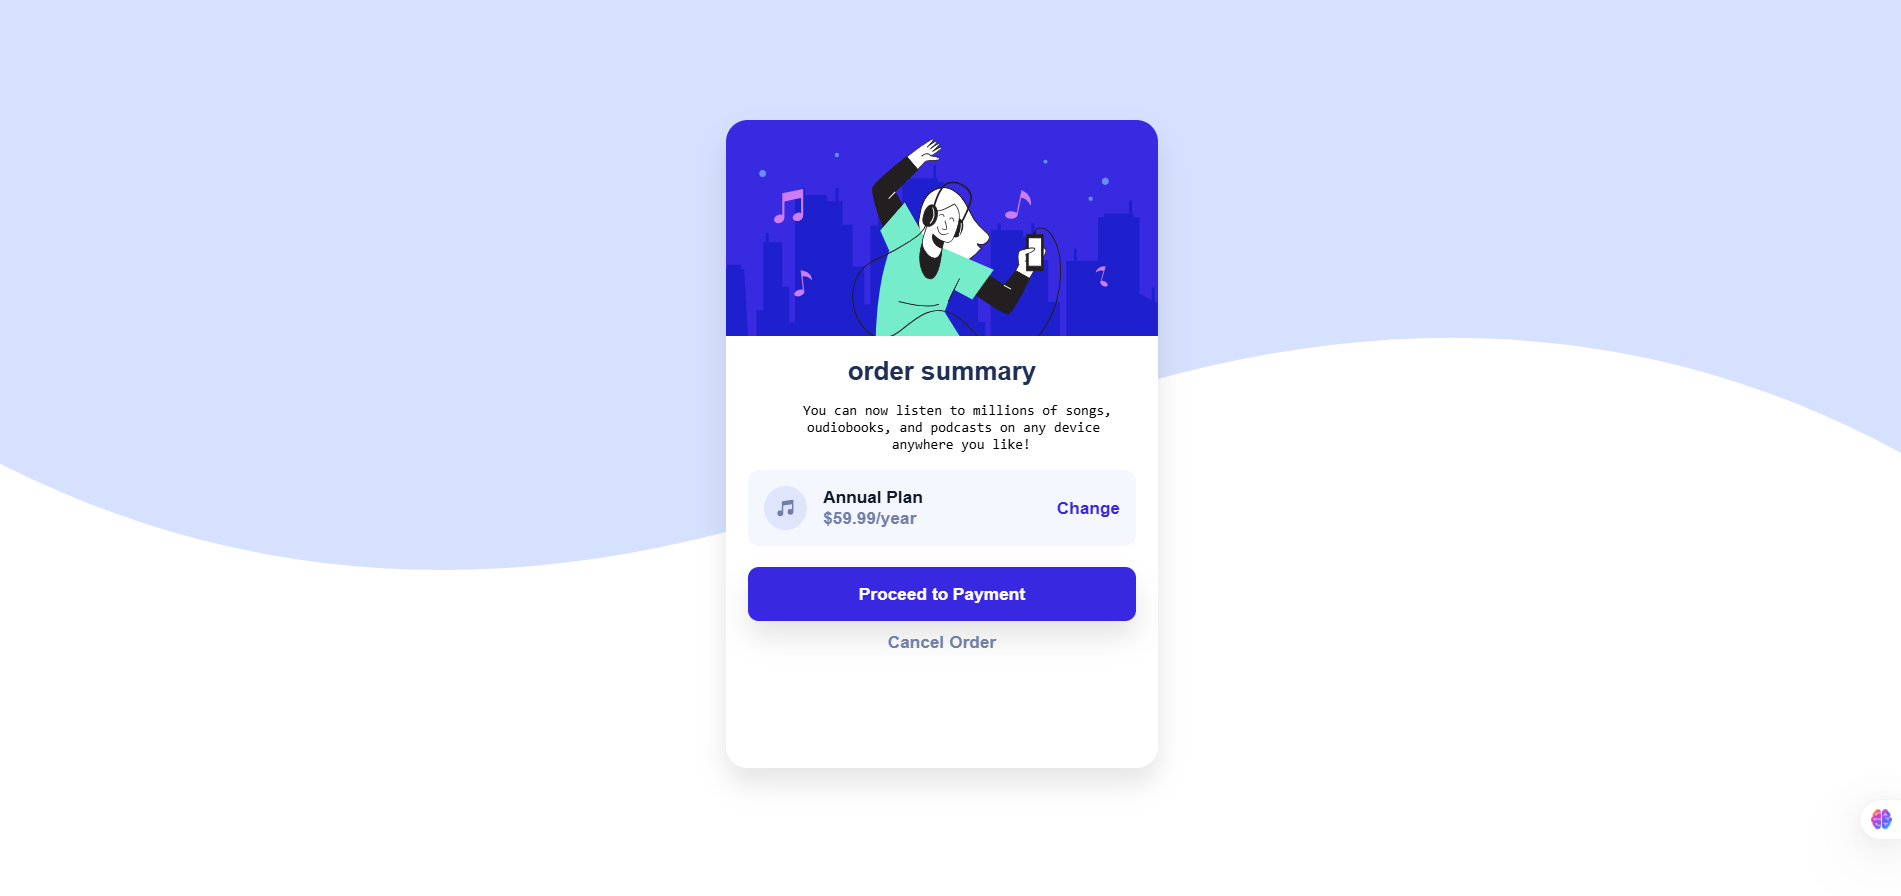 order summary
You can now listen to millions of songs,
oudiobooks, and podcasts on any device
anywhere you like!
Annual Plan
$59.99/year
Change
Proceed to Payment
Cancel Order